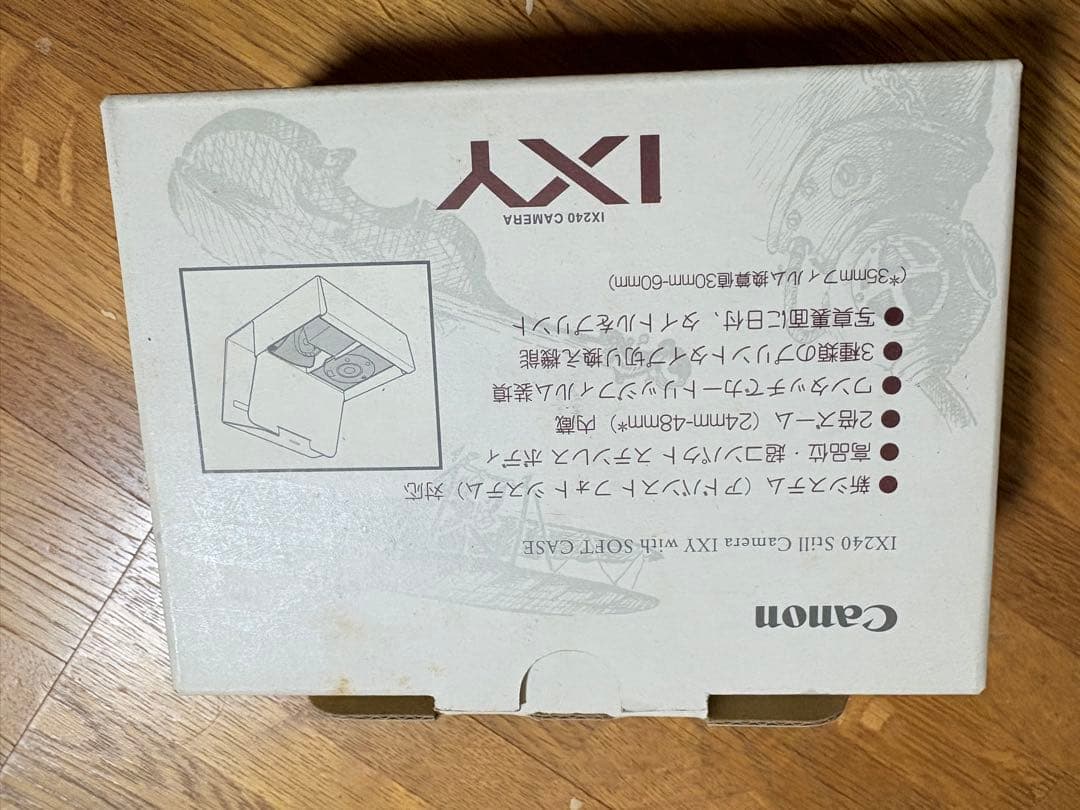 Canon
IX240 Still Camera IXY with SOFT CASE
● 新システム（アドバンスト フォト システム）対応
● 高品位・超コンパクト ステンレス ボディ
● 2倍ズーム（24mm-48mm*）内蔵
● ワンタッチでカートリッジフィルム装填
● 3種類のプリントタイプ切り換え機能
● 写真裏面に日付、タイトルをプリント
(*35mmフィルム換算値30mm-60mm)
IX240 CAMERA
IXY